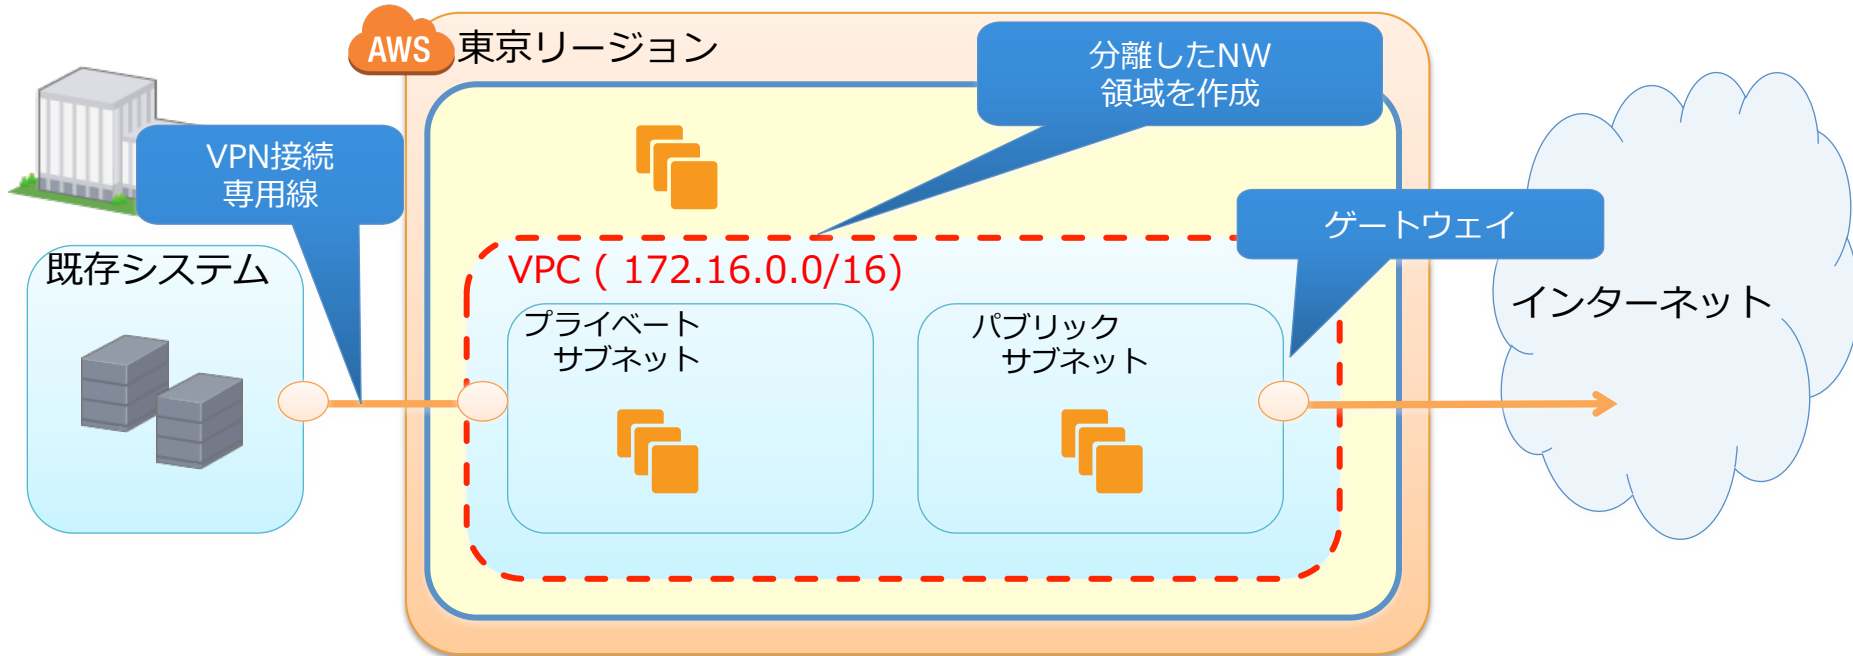 AWS
東京リージョン
分離したNW
領域を作成
VPN接続
専用線
ゲートウェイ
既存システム
VPC ( 172.16.0.0/16)
インターネット
プライベート
サブネット
パブリック
サブネット